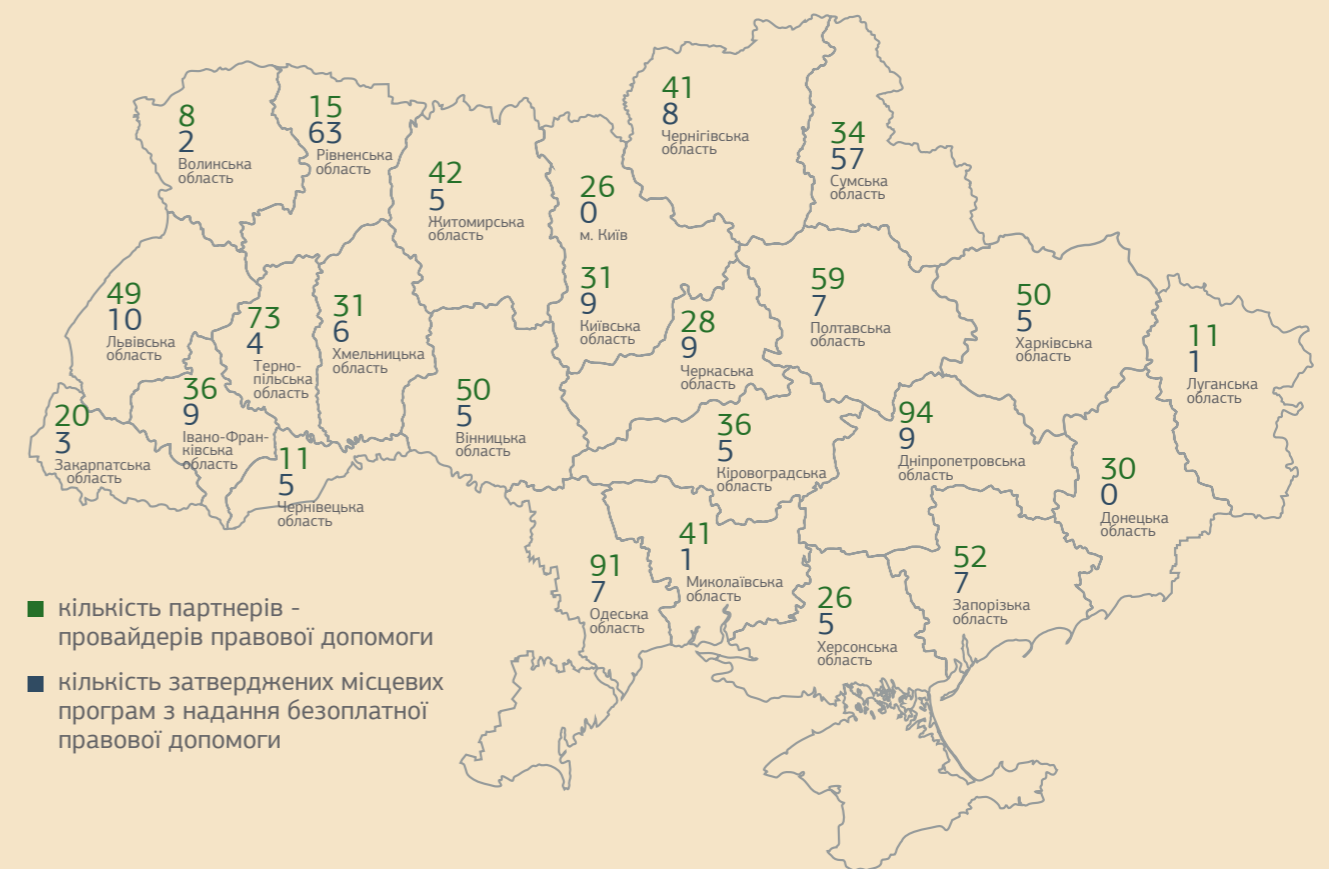 41
8
Чернігівська
область
8
2
Волинська
область
15
63
Рівненська
область
34
57
Сумська
область
42
5
Житомирська
область
26
0
м. Київ
49
10
Львівська
область
73
4
Терно-
пільська
область
31
6
Хмельницька
область
31
9
Київська
область
28
9
Черкаська
область
59
7
Полтавська
область
50
5
Харківська
область
11
1
Луганська
область
20
3
Закарпатська
область
36
9
Івано-Фран-
ківська
область
11
5
Чернівецька
область
50
5
Вінницька
область
36
5
Кіровоградська
область
94
9
Дніпропетровська
область
30
0
Донецька
область
91
7
Одеська
область
41
1
Миколаївська
область
26
5
Херсонська
область
52
7
Запорізька
область
кількість партнерів -
провайдерів правової допомоги
кількість затверджених місцевих
програм з надання безоплатної
правової допомоги